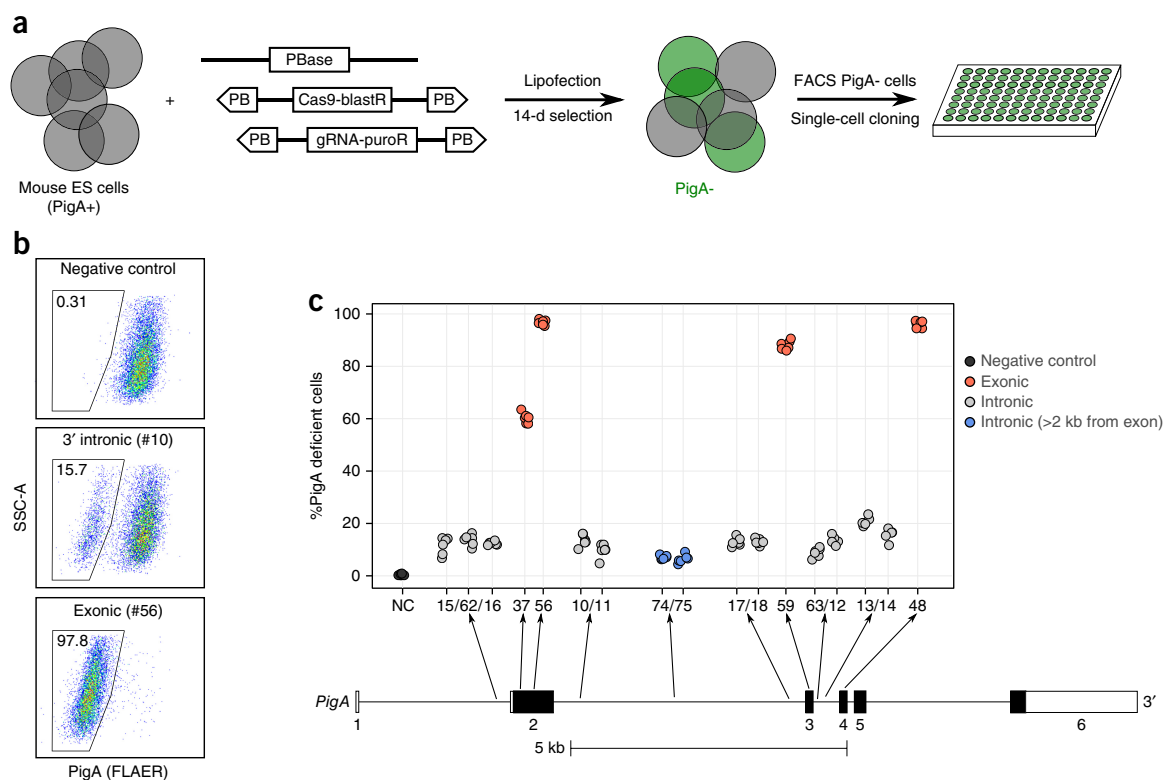 a
PBase
PB Cas9-blastR PB
PB gRNA-puroR PB
+
Mouse ES cells
(PigA+)
Lipofection
14-d selection
PigA-
FACS PigA- cells
Single-cell cloning
b
Negative control
0.31
3′ intronic (#10)
15.7
Exonic (#56)
97.8
SSC-A
PigA (FLAER)
c
%PigA deficient cells
100
80
60
40
20
0
NC 15/62/16 37 56 10/11 74/75 17/18 59 63/12 13/14 48
Negative control
Exonic
Intronic
Intronic (>2 kb from exon)
PigA 3′
1 2 3 4 5 6
5 kb